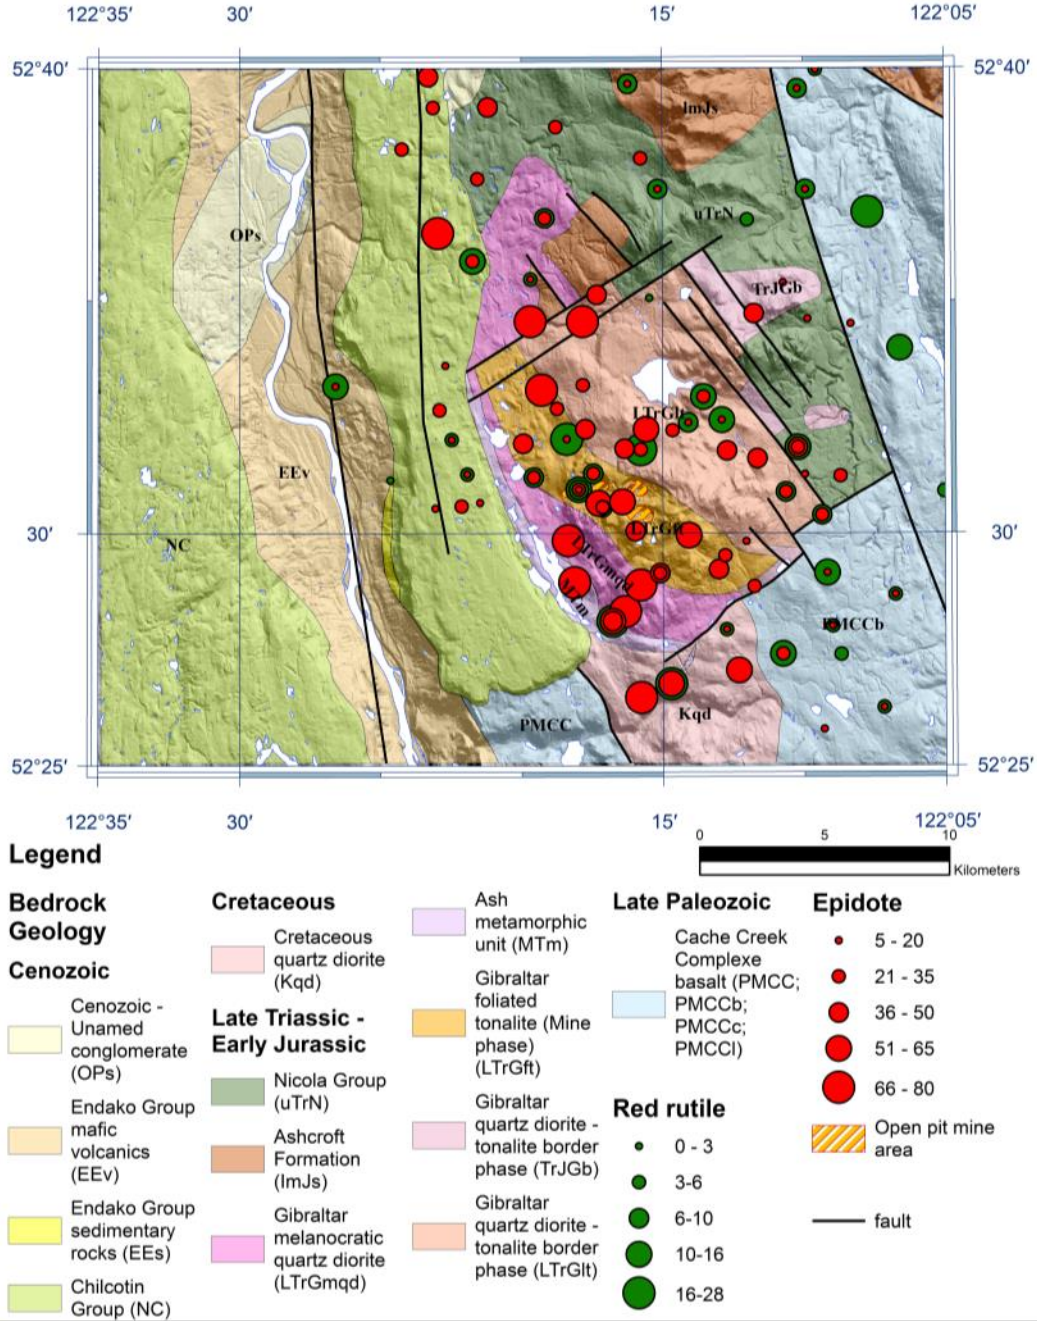 122°35′ 30′ 15′ 122°05′
52°40′ 52°40′
lmJs
uTrN
OPs
TrJGb
LTrGlt
EEv
30′ 30′
LTrGft
NC
LTrGmqd
MTm
PMCCb
Kqd
PMCC
52°25′ 52°25′
122°35′ 30′ 15′ 122°05′
0 5 10
Kilometers
Legend
Bedrock
Geology
Cenozoic
Cenozoic -
Unamed
conglomerate
(OPs)
Endako Group
mafic
volcanics
(EEv)
Endako Group
sedimentary
rocks (EEs)
Chilcotin
Group (NC)
Cretaceous
Cretaceous
quartz diorite
(Kqd)
Late Triassic -
Early Jurassic
Nicola Group
(uTrN)
Ashcroft
Formation
(lmJs)
Gibraltar
melanocratic
quartz diorite
(LTrGmqd)
Ash
metamorphic
unit (MTm)
Gibraltar
foliated
tonalite (Mine
phase)
(LTrGft)
Gibraltar
quartz diorite -
tonalite border
phase (TrJGb)
Gibraltar
quartz diorite -
tonalite border
phase (LTrGlt)
Late Paleozoic
Cache Creek
Complexe
basalt (PMCC;
PMCCb;
PMCCc;
PMCCl)
Red rutile
0 - 3
3-6
6-10
10-16
16-28
Epidote
5 - 20
21 - 35
36 - 50
51 - 65
66 - 80
Open pit mine
area
fault